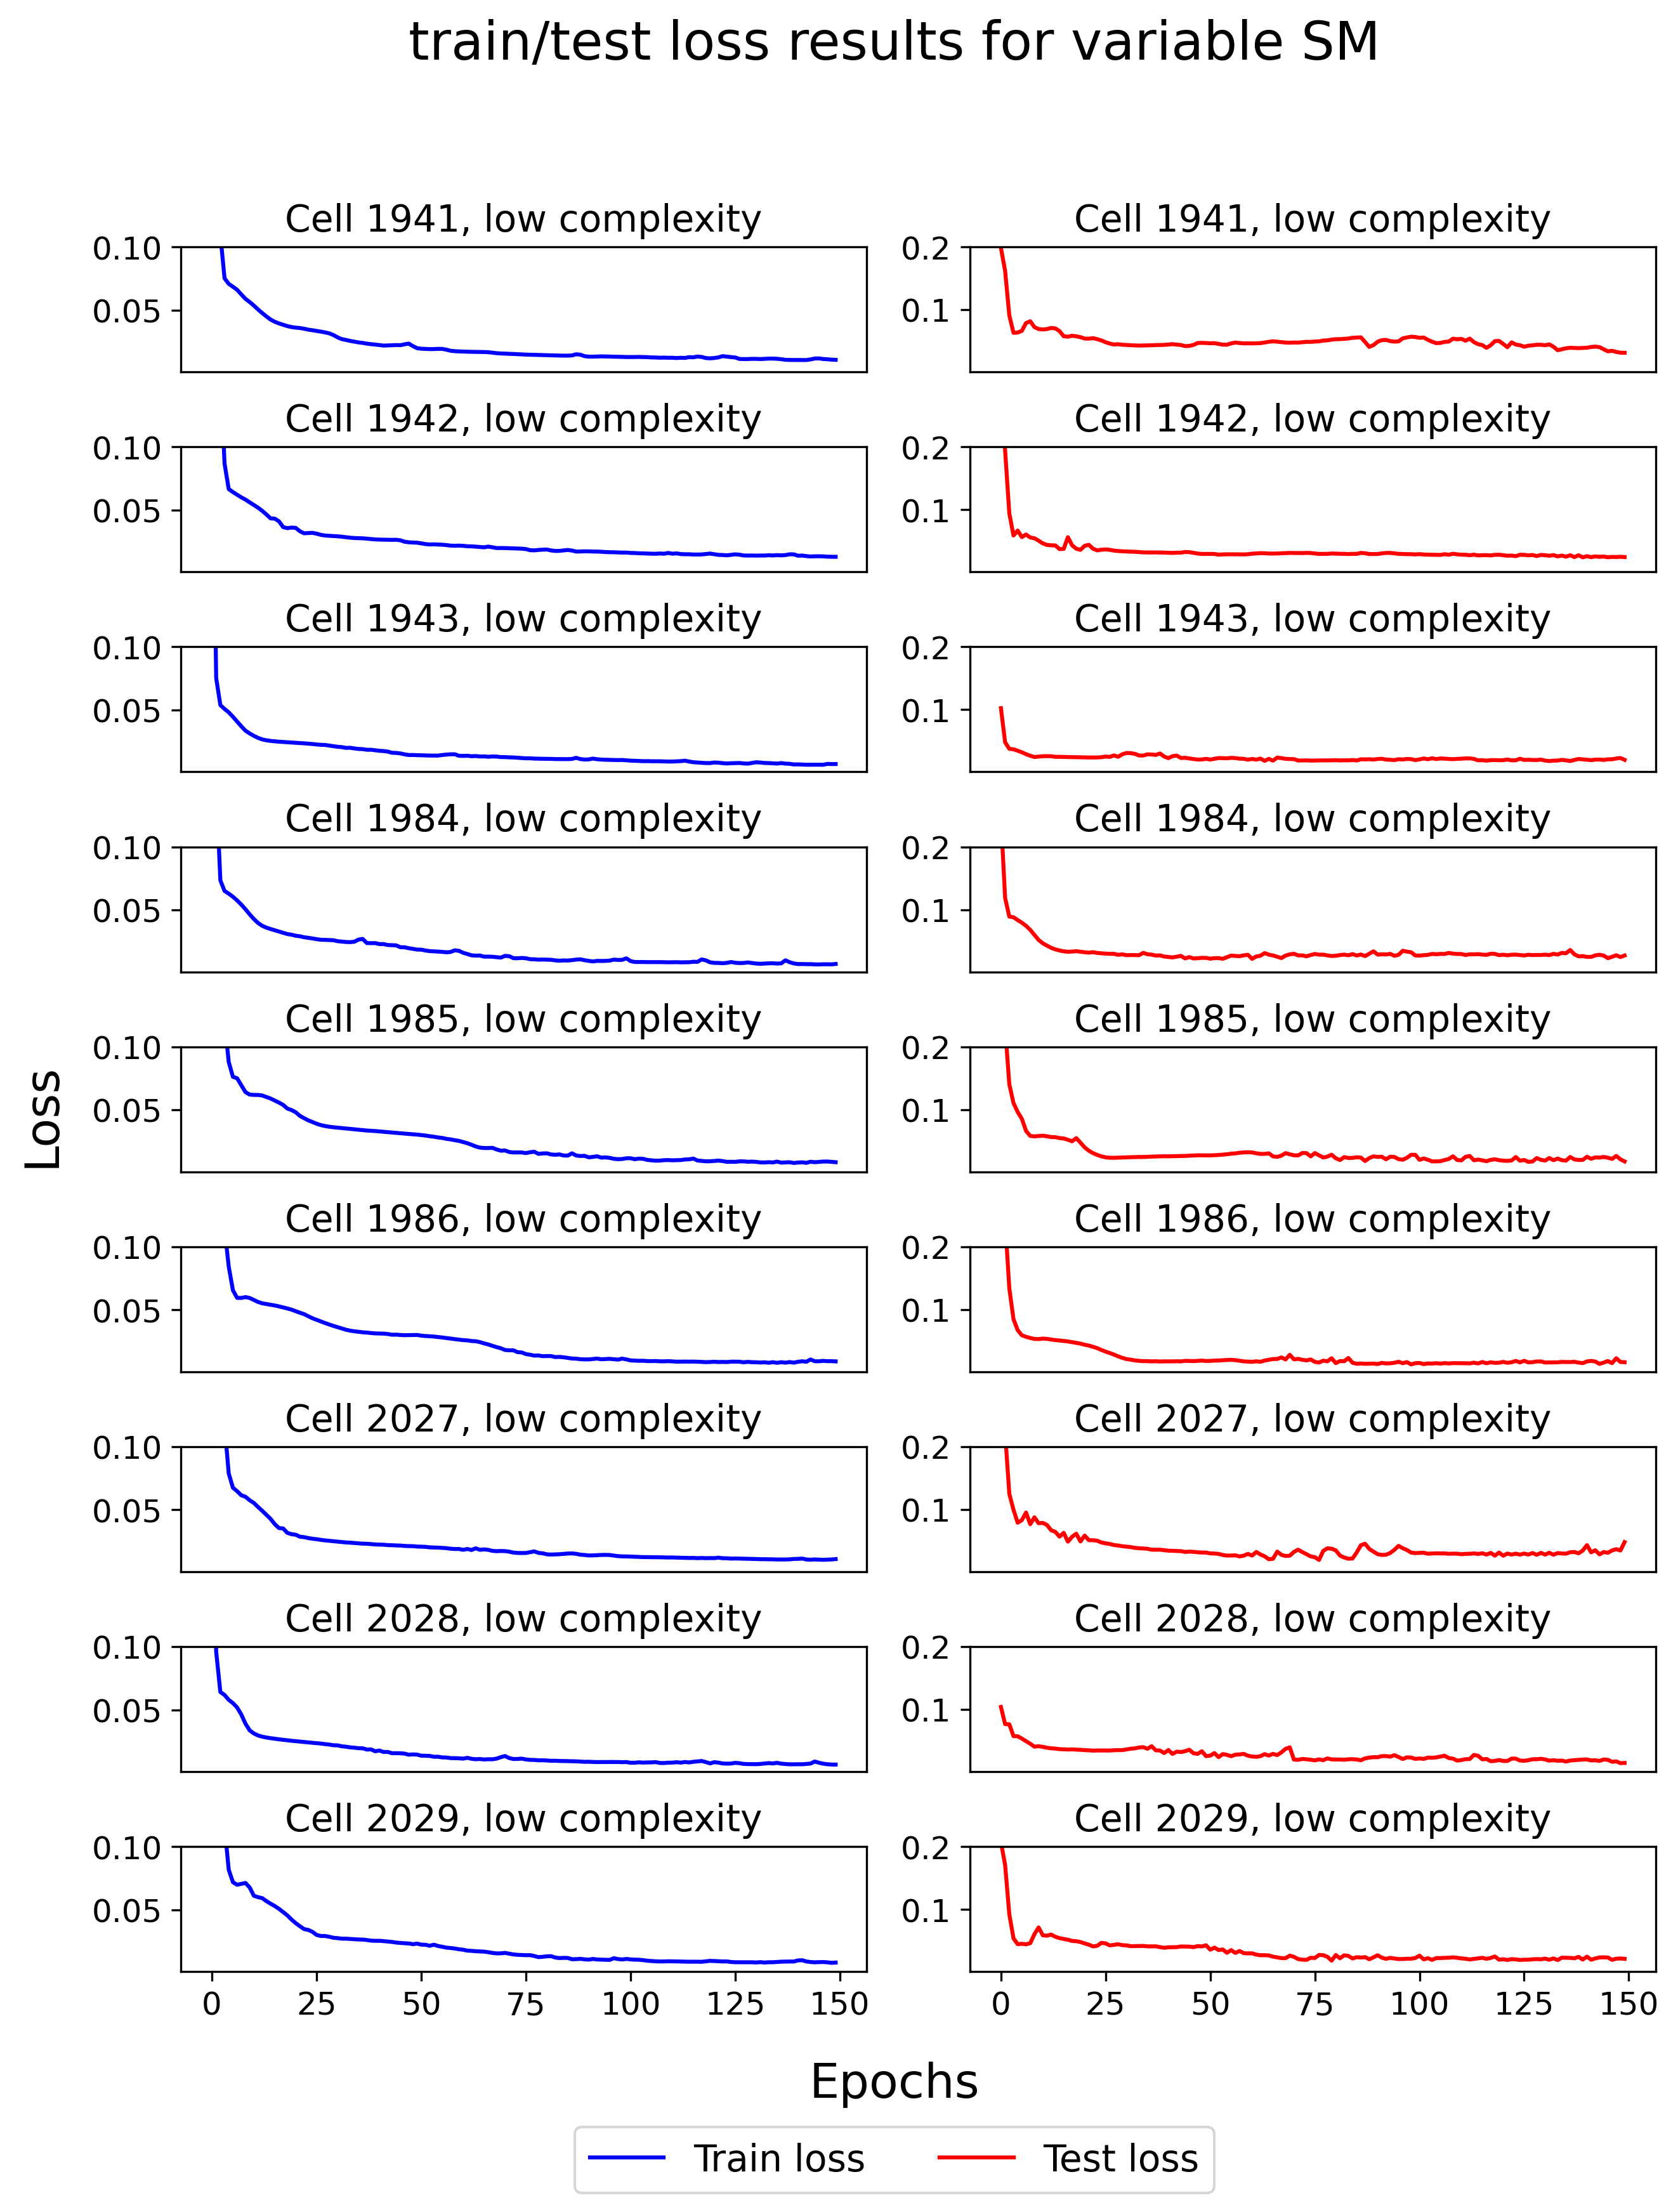 train/test loss results for variable SM
Cell 1941, low complexity
0.10
0.05
Cell 1941, low complexity
0.2
0.1
Cell 1942, low complexity
0.10
0.05
Cell 1942, low complexity
0.2
0.1
Cell 1943, low complexity
0.10
0.05
Cell 1943, low complexity
0.2
0.1
Cell 1984, low complexity
0.10
0.05
Cell 1984, low complexity
0.2
0.1
Cell 1985, low complexity
0.10
0.05
Cell 1985, low complexity
0.2
0.1
Loss
Cell 1986, low complexity
0.10
0.05
Cell 1986, low complexity
0.2
0.1
Cell 2027, low complexity
0.10
0.05
Cell 2027, low complexity
0.2
0.1
Cell 2028, low complexity
0.10
0.05
Cell 2028, low complexity
0.2
0.1
Cell 2029, low complexity
0.10
0.05
0 25 50 75 100 125 150
Cell 2029, low complexity
0.2
0.1
0 25 50 75 100 125 150
Epochs
Train loss
Test loss